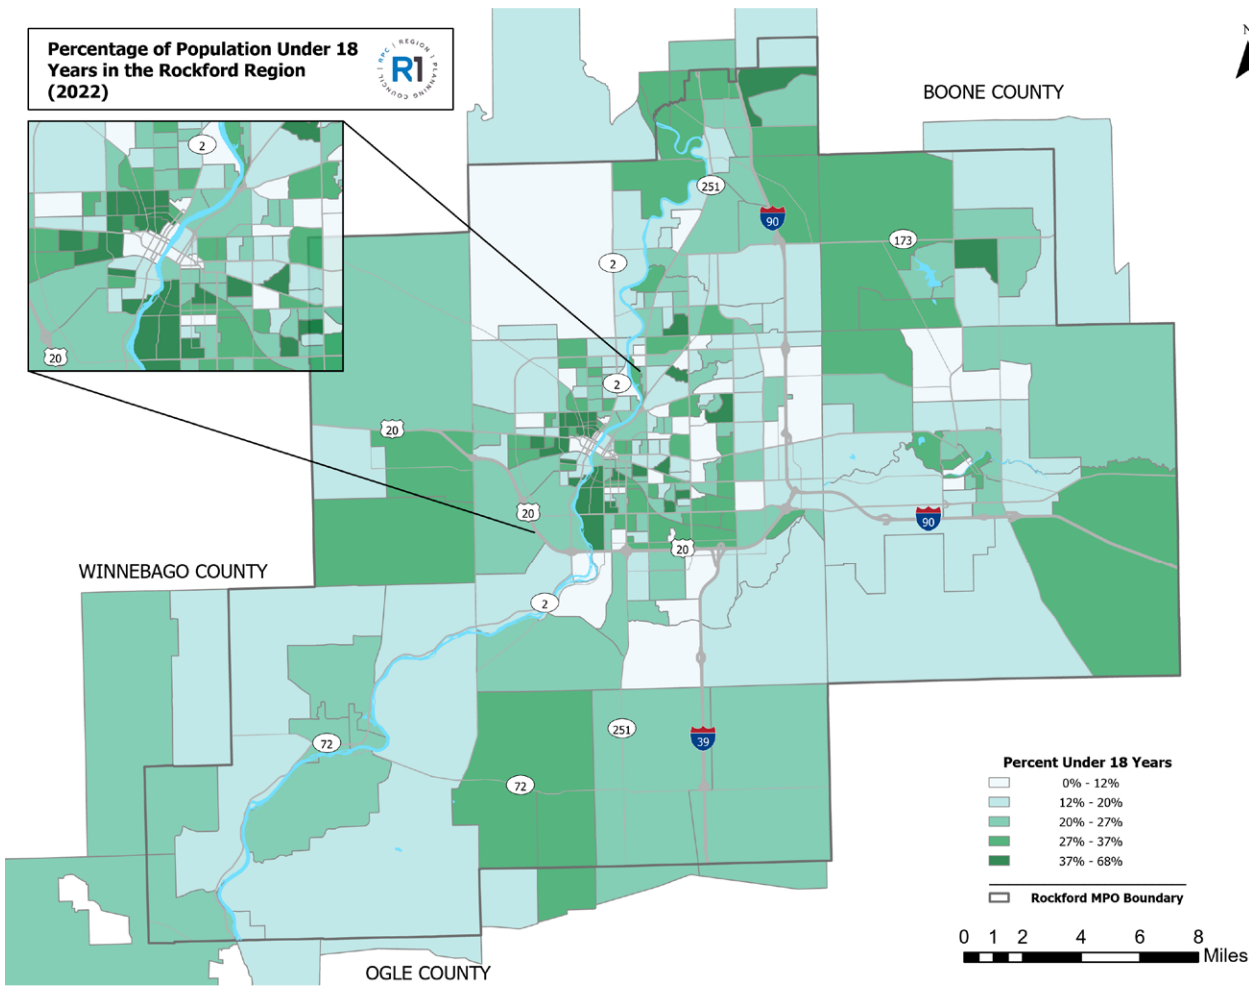 Percentage of Population Under 18
Years in the Rockford Region
(2022)
RPC | REGION 1 PLANNING COUNCIL |
R1
N
BOONE COUNTY
2
20
251
90
173
2
2
20
20
90
20
WINNEBAGO COUNTY
2
251
72
39
72
Percent Under 18 Years
0% - 12%
12% - 20%
20% - 27%
27% - 37%
37% - 68%
Rockford MPO Boundary
0 1 2 4 6 8
Miles
OGLE COUNTY